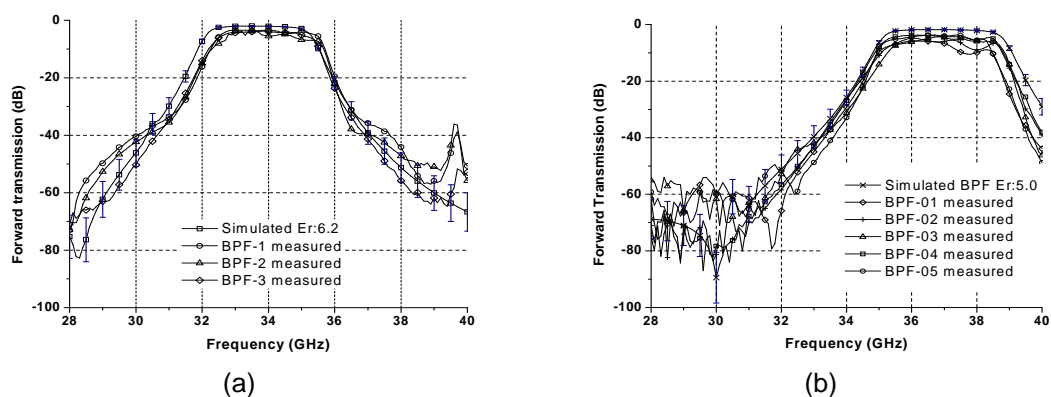 0
-20
-40
-60
-80
-100
28 30 32 34 36 38 40
Forward transmission (dB)
Frequency (GHz)
Simulated Er:6.2
BPF-1 measured
BPF-2 measured
BPF-3 measured
(a)
0
-20
-40
-60
-80
-100
28 30 32 34 36 38 40
Forward transmission (dB)
Frequency (GHz)
Simulated BPF Er:5.0
BPF-01 measured
BPF-02 measured
BPF-03 measured
BPF-04 measured
BPF-05 measured
(b)